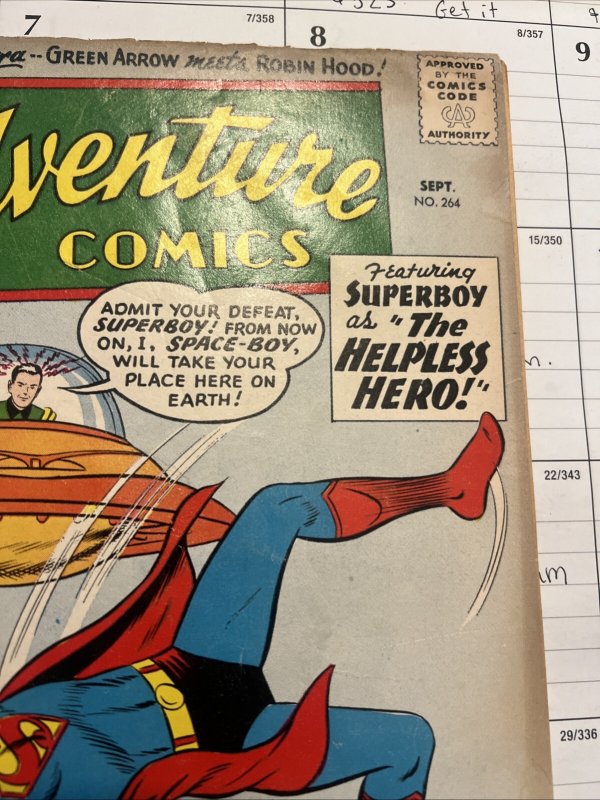 7
7/358
8
Get it
8/357
9
GREEN ARROW meets ROBIN HOOD!
APPROVED
BY THE
COMICS
CODE
AUTHORITY
venture
COMICS
SEPT.
NO. 264
15/350
Featuring
SUPERBOY
as "The
HELPLESS
HERO!"
ADMIT YOUR DEFEAT,
SUPERBOY! FROM NOW
ON, I, SPACE-BOY,
WILL TAKE YOUR
PLACE HERE ON
EARTH!
22/343
29/336
S